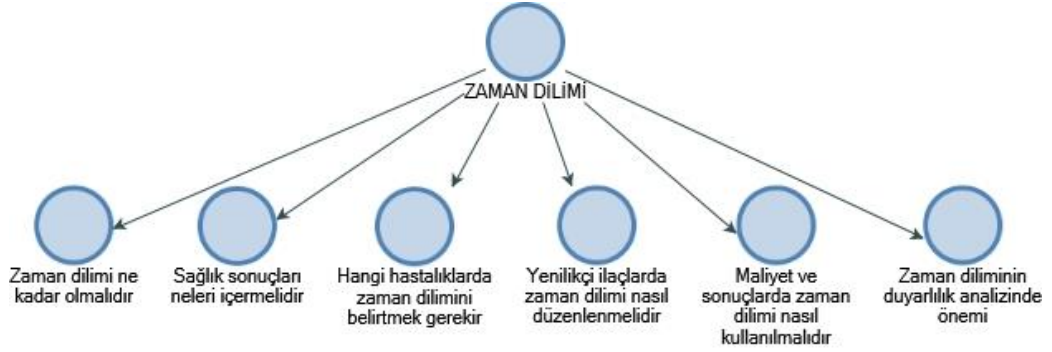 ZAMAN DİLİMİ
Zaman dilimi ne
kadar olmalıdır
Sağlık sonuçları
neleri içermelidir
Hangi hastalıklarda
zaman dilimini
belirtmek gerekir
Yenilikçi ilaçlarda
zaman dilimi nasıl
düzenlenmelidir
Maliyet ve
sonuçlarda zaman
dilimi nasıl
kullanılmalıdır
Zaman diliminin
duyarlılık analizinde
önemi